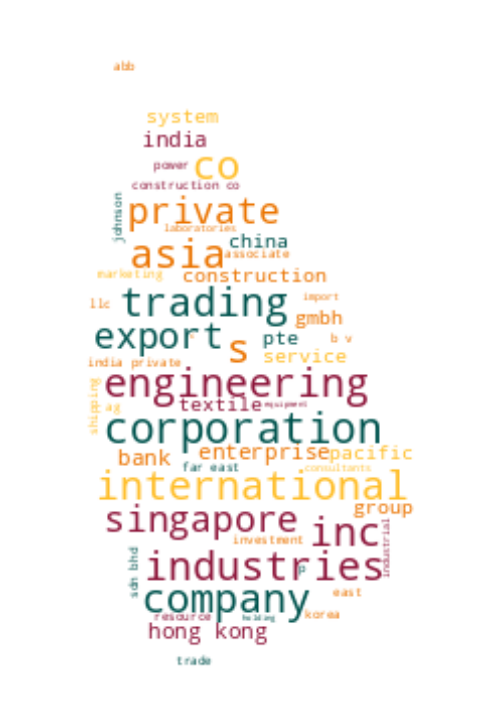 abb
system
india
power
co
construction co
johnson
private
laboratories
asia
china
associate
marketing
construction
llc
trading
import
gmbh
export
s
pte
b v
india private
service
shipping
engineering
ag
textile
equipment
corporation
bank
enterprise
pacific
far east
consultants
international
group
singapore
inc
industrial
investment
industries
p
sdn bhd
company
east
resource
holding
korea
hong kong
trade